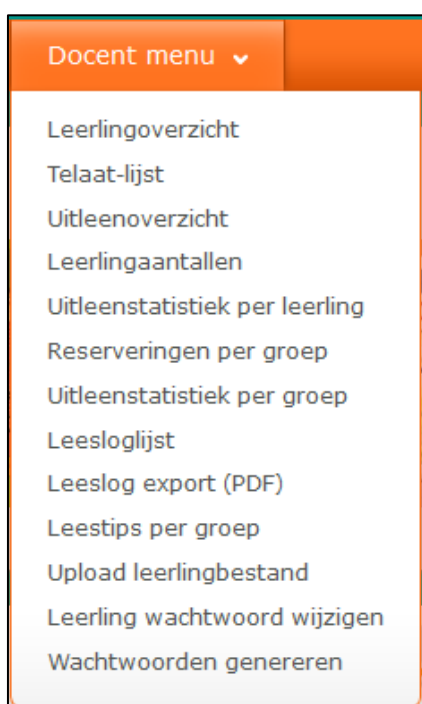 Docent menu
Leerlingoverzicht
Telaat-lijst
Uitleenoverzicht
Leerlingaantallen
Uitleenstatistiek per leerling
Reserveringen per groep
Uitleenstatistiek per groep
Leesloglijst
Leeslog export (PDF)
Leestips per groep
Upload leerlingbestand
Leerling wachtwoord wijzigen
Wachtwoorden genereren